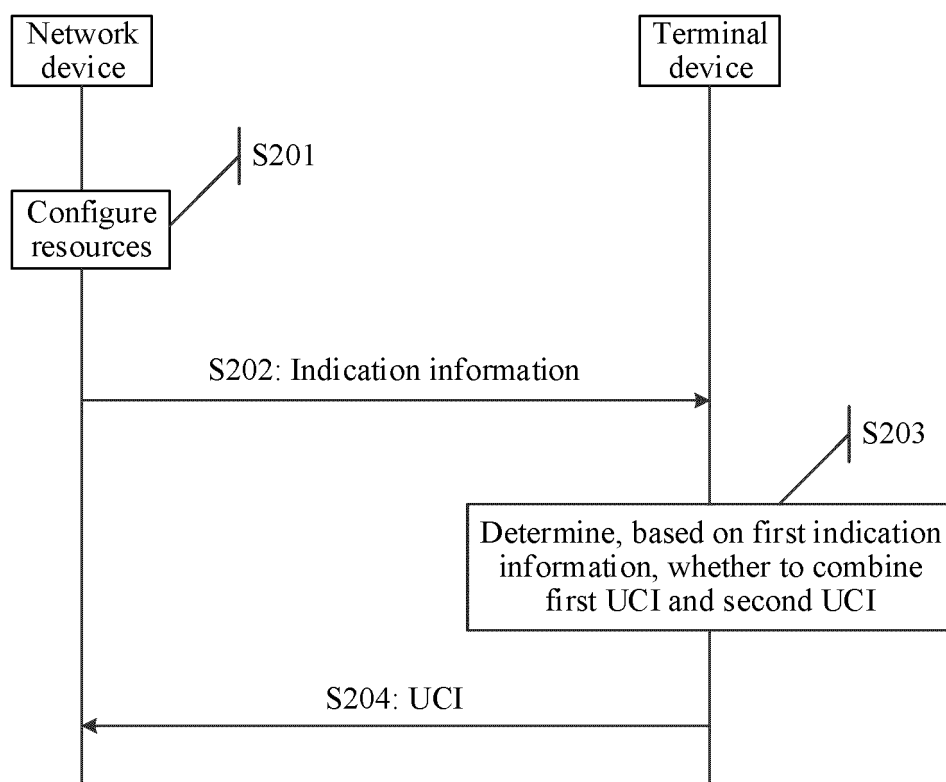 Network
device
Terminal
device
S201
Configure
resources
S202: Indication information
S203
Determine, based on first indication
information, whether to combine
first UCI and second UCI
S204: UCI